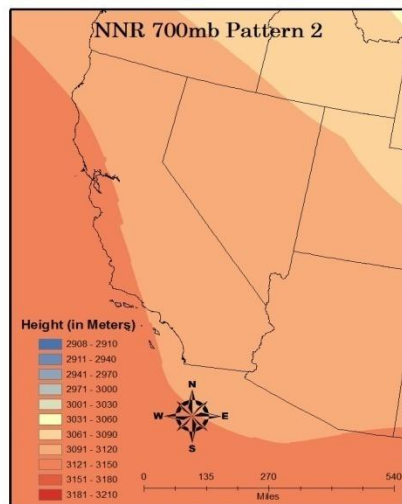 NNR 700mb Pattern 2
Height (in Meters)
2908 - 2910
2911 - 2940
2941 - 2970
2971 - 3000
3001 - 3030
3031 - 3060
3061 - 3090
3091 - 3120
3121 - 3150
3151 - 3180
3181 - 3210
N
W E
S
0 135 270 540
Miles